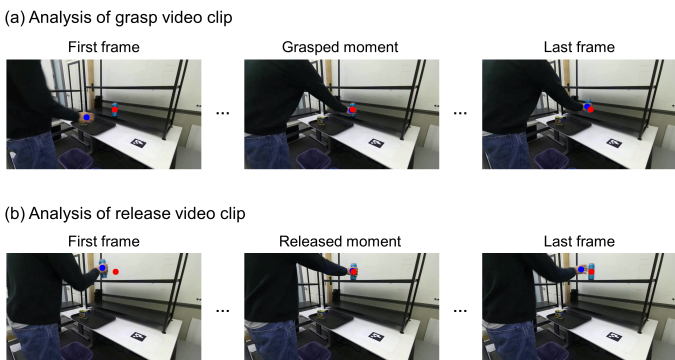 (a) Analysis of grasp video clip
First frame
Grasped moment
Last frame
... ...
(b) Analysis of release video clip
First frame
Released moment
Last frame
... ...